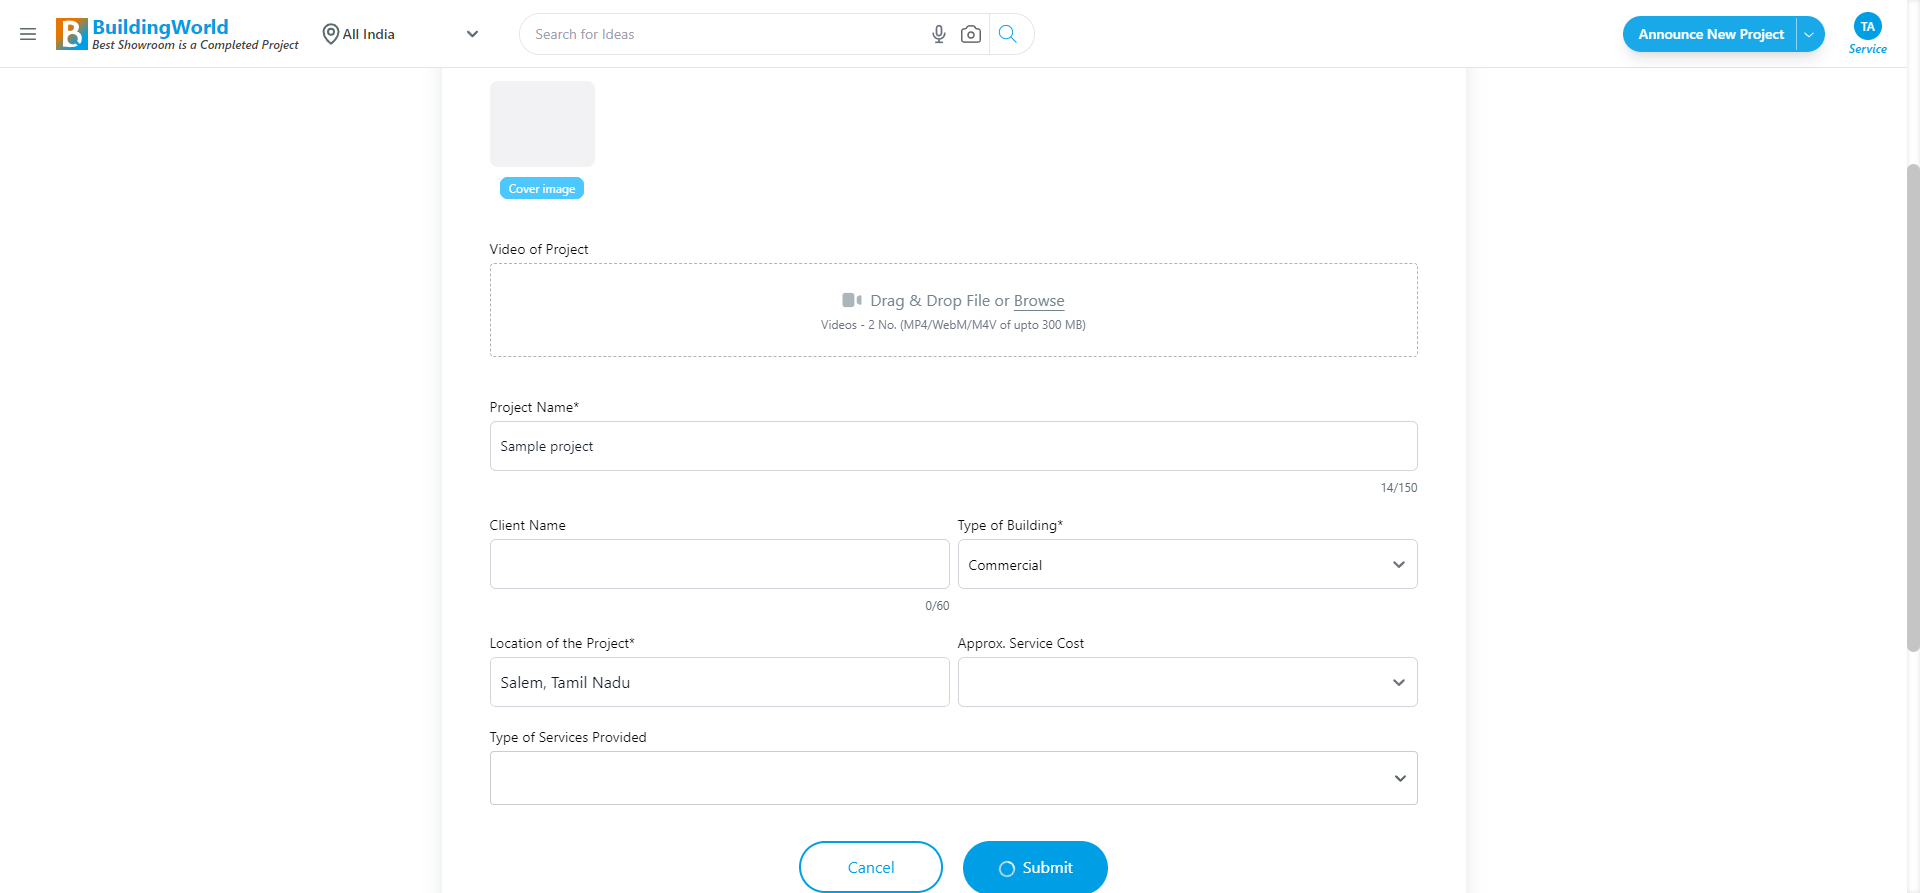 BuildingWorld
Best Showroom is a Completed Project
All India
Search for Ideas
Announce New Project
TA
Service
Cover image
Video of Project
Drag & Drop File or Browse
Videos - 2 No. (MP4/WebM/M4V of upto 300 MB)
Project Name*
Sample project
14/150
Client Name
Type of Building*
Commercial
0/60
Location of the Project*
Approx. Service Cost
Salem, Tamil Nadu
Type of Services Provided
Cancel
Submit